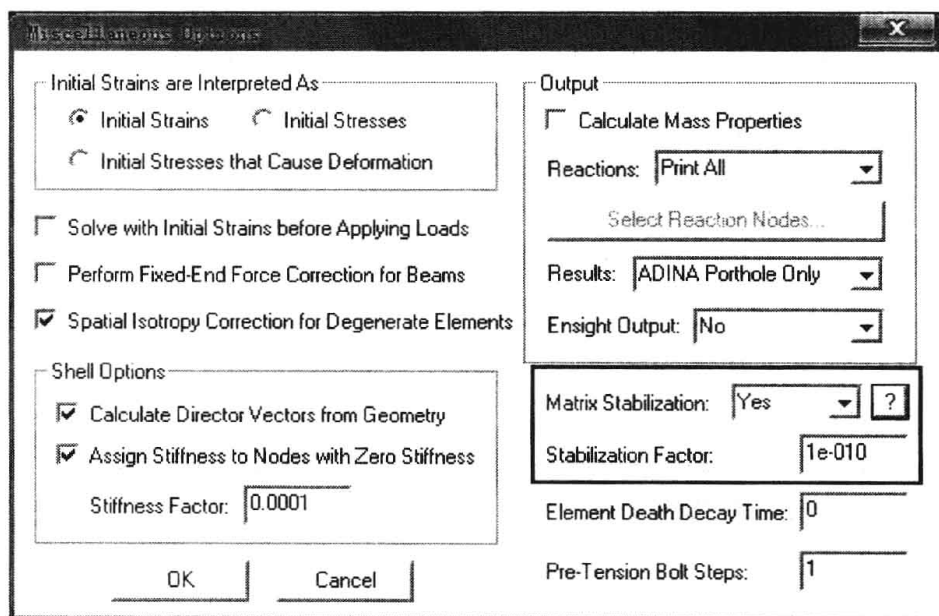 Miscellaneous Options
X
Initial Strains are Interpreted As
Initial Strains
Initial Stresses
Initial Stresses that Cause Deformation
Solve with Initial Strains before Applying Loads
Perform Fixed-End Force Correction for Beams
Spatial Isotropy Correction for Degenerate Elements
Shell Options
Calculate Director Vectors from Geometry
Assign Stiffness to Nodes with Zero Stiffness
Stiffness Factor: 0.0001
OK
Cancel
Output
Calculate Mass Properties
Reactions: Print All
Select Reaction Nodes...
Results: ADINA Porthole Only
Ensight Output: No
Matrix Stabilization: Yes ?
Stabilization Factor: 1e-010
Element Death Decay Time: 0
Pre-Tension Bolt Steps: 1